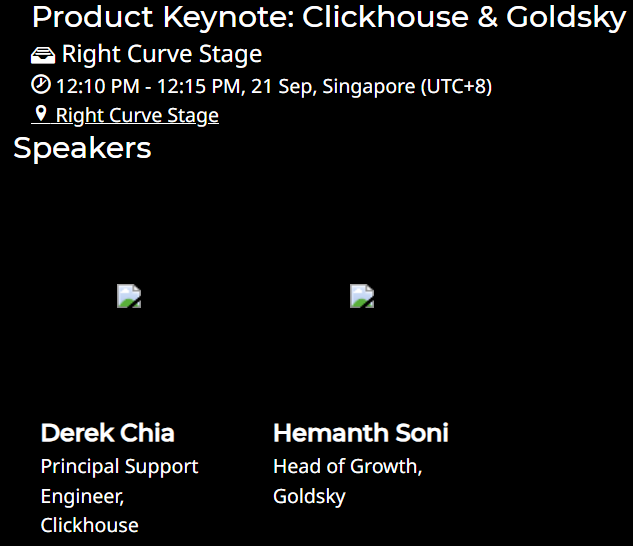 Product Keynote: Clickhouse & Goldsky
Right Curve Stage
12:10 PM - 12:15 PM, 21 Sep, Singapore (UTC+8)
Right Curve Stage
Speakers
Derek Chia
Principal Support
Engineer,
Clickhouse
Hemanth Soni
Head of Growth,
Goldsky